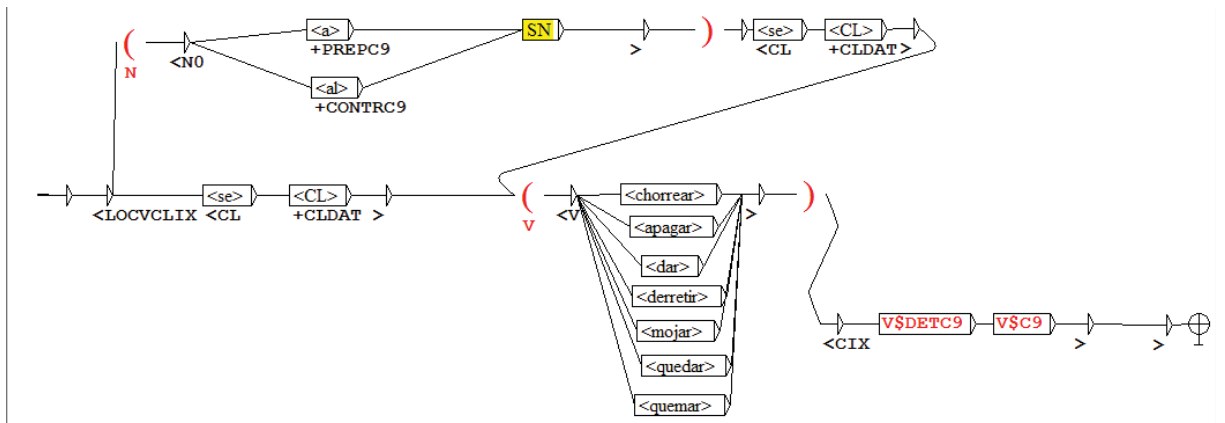 ( <a> SN ) <se> <CL>
<N0 +PREPC9 > <CL +CLDAT >
N
<al>
+CONTRC9
<se> <CL> ( <chorrear> )
<LOCVCLIX <CL +CLDAT > <V >
V
<apagar>
<dar>
<derretir>
<mojar>
V$DETC9 V$C9
<CIX > >
<quedar>
<quemar>